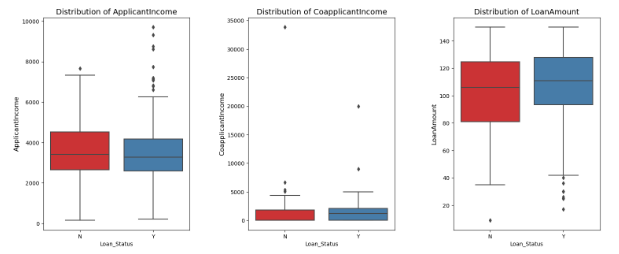 Distribution of ApplicantIncome
10000
8000
6000
4000
2000
0
ApplicantIncome
N
Y
Loan_Status
Distribution of CoapplicantIncome
35000
30000
25000
20000
15000
10000
5000
0
CoapplicantIncome
N
Y
Loan_Status
Distribution of LoanAmount
140
120
100
80
60
40
20
LoanAmount
N
Y
Loan_Status